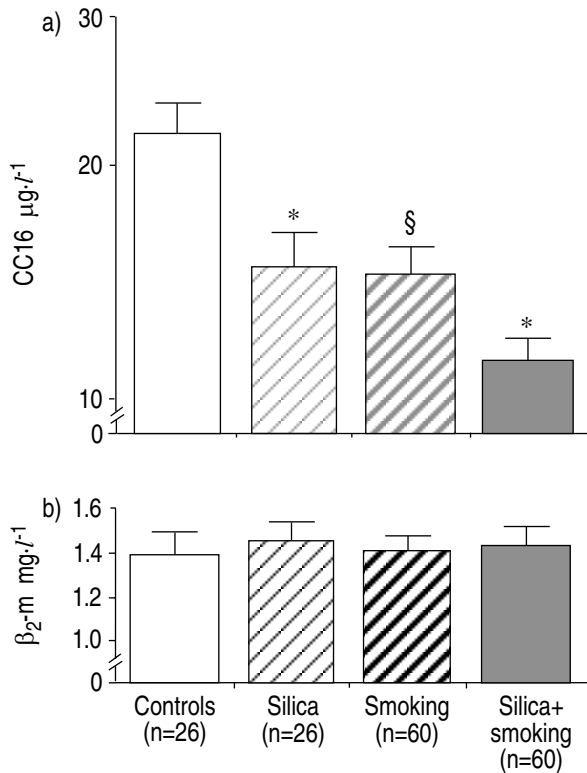 a)
30
20
10
0
CC16 µg·l⁻¹
*
§
*
b)
1.6
1.4
1.2
1.0
0
β₂-m mg·l⁻¹
Controls
(n=26)
Silica
(n=26)
Smoking
(n=60)
Silica+
smoking
(n=60)